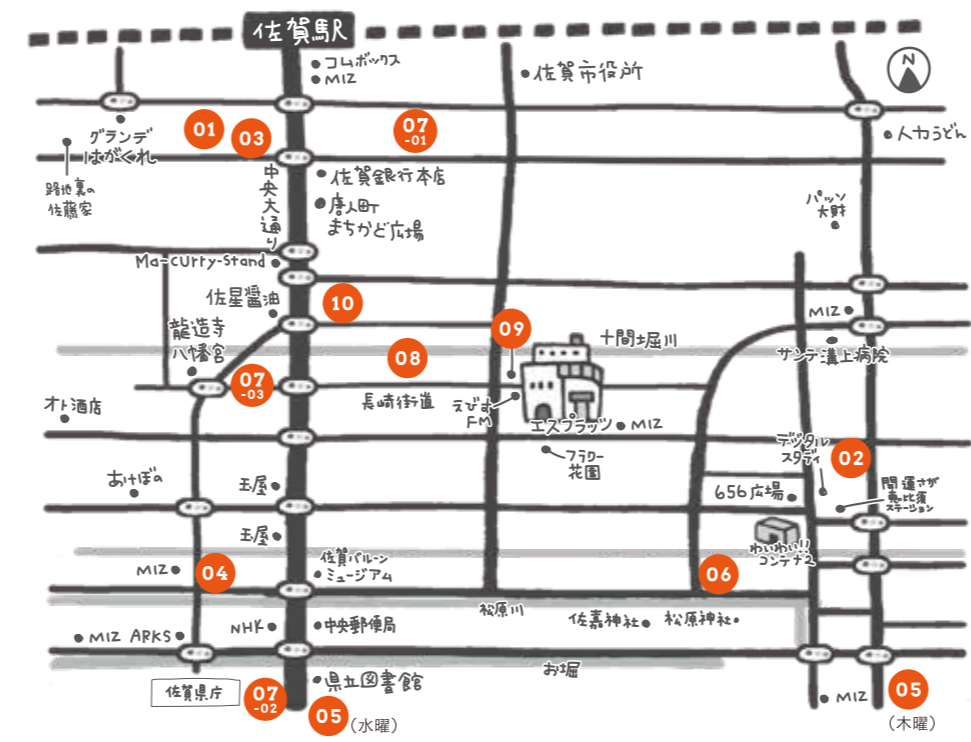 佐賀駅
コムボックス
MIZ
佐賀市役所
N
グランデ
はがくれ
01
03
07
-01
人力うどん
路地裏の
佐藤家
中央大通り
佐賀銀行本店
唐人町
まちかど広場
パッソ
大財
Ma-curry-stand
佐星醤油
10
龍造寺
八幡宮
09
十間堀川
MIZ
サンテ溝上病院
08
07
-03
長崎街道
えびす
FM
エスプラッツ
MIZ
オト酒店
フラワー
花園
デジタル
スタディ
02
あけぼの
玉屋
656広場
開運さが
恵比須
ステーション
玉屋
わいわい!!
コンテナ2
佐賀バルーン
ミュージアム
MIZ
04
06
松原川
佐嘉神社
松原神社
MIZ ARKS
NHK
中央郵便局
お堀
佐賀県庁
07
-02
県立図書館
05
(水曜)
MIZ
05
(木曜)